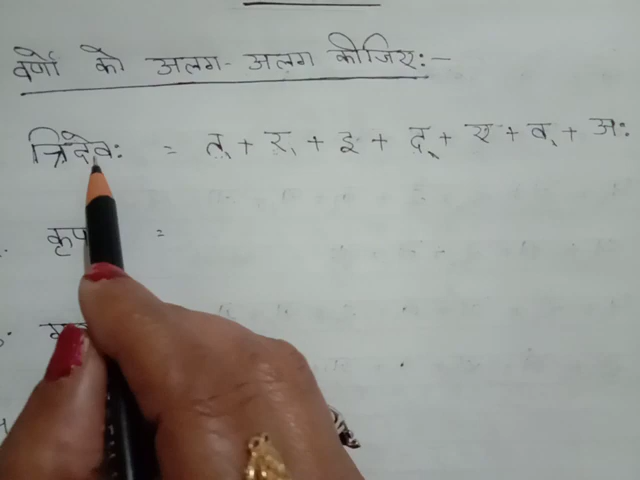 वर्णो को अलग-अलग कीजिए:-
त्रिदेवः = त् + र् + इ + द् + ए + व् + अः
=